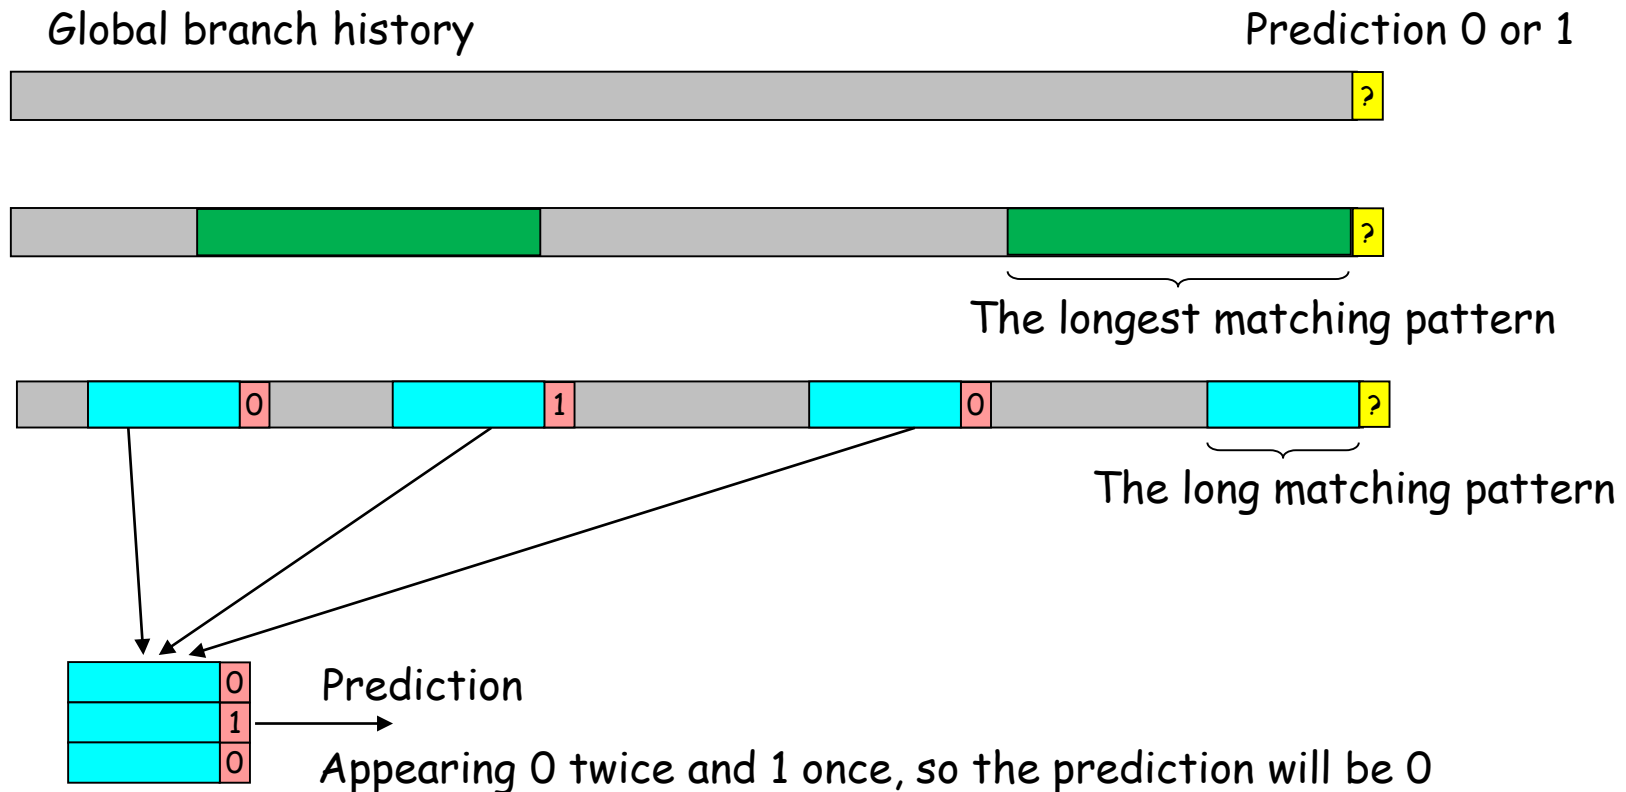 Global branch history
Prediction 0 or 1
?
?
The longest matching pattern
0
1
0
?
The long matching pattern
0
Prediction
1
0
Appearing 0 twice and 1 once, so the prediction will be 0